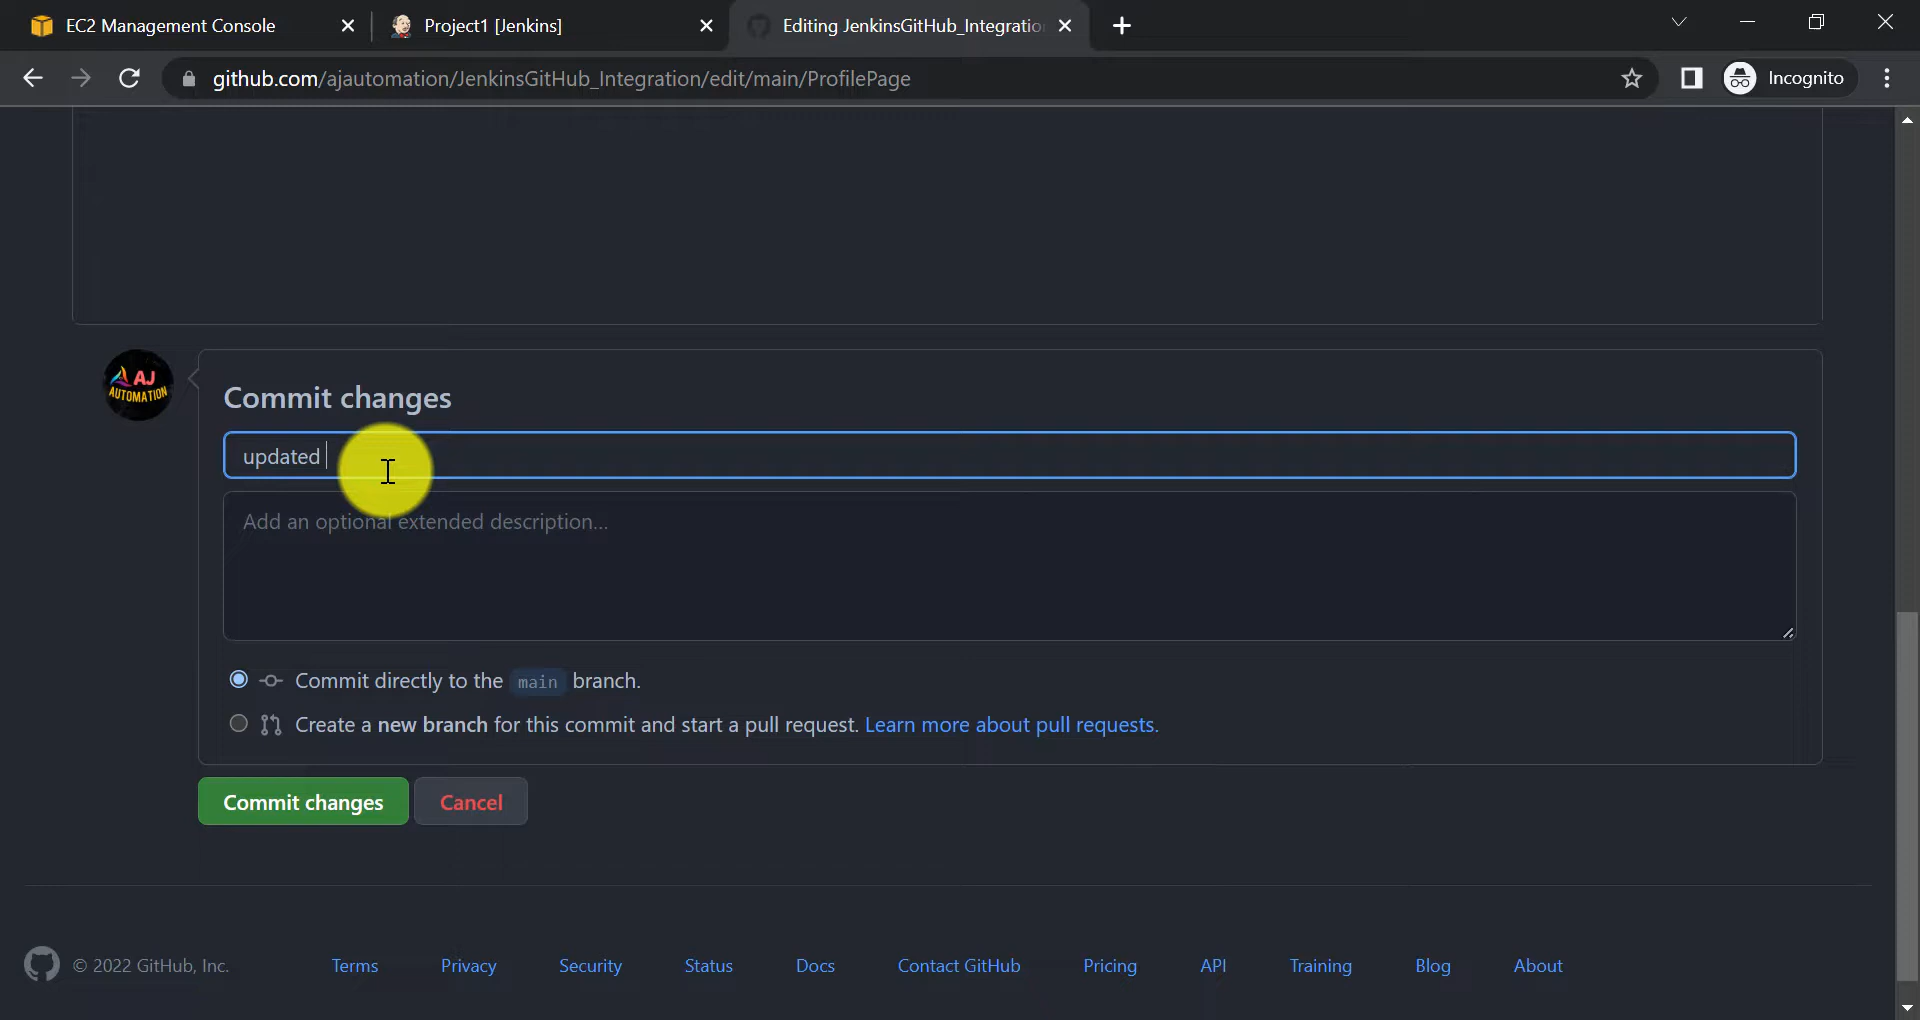 EC2 Management Console
Project1 [Jenkins]
Editing JenkinsGitHub_Integratio
github.com/ajautomation/JenkinsGitHub_Integration/edit/main/ProfilePage
Incognito
AJ
AUTOMATION
Commit changes
updated
Add an optional extended description...
Commit directly to the main branch.
Create a new branch for this commit and start a pull request. Learn more about pull requests.
Commit changes
Cancel
© 2022 GitHub, Inc.
Terms
Privacy
Security
Status
Docs
Contact GitHub
Pricing
API
Training
Blog
About